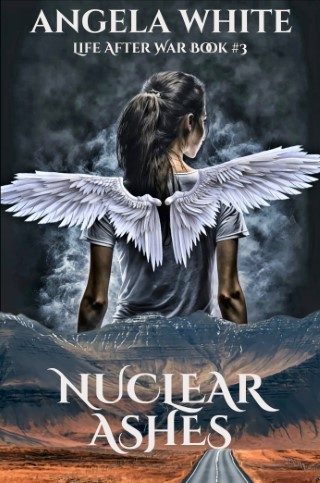 ANGELA WHITE
LIFE AFTER WAR BOOK #3
NUCLEAR
ASHES